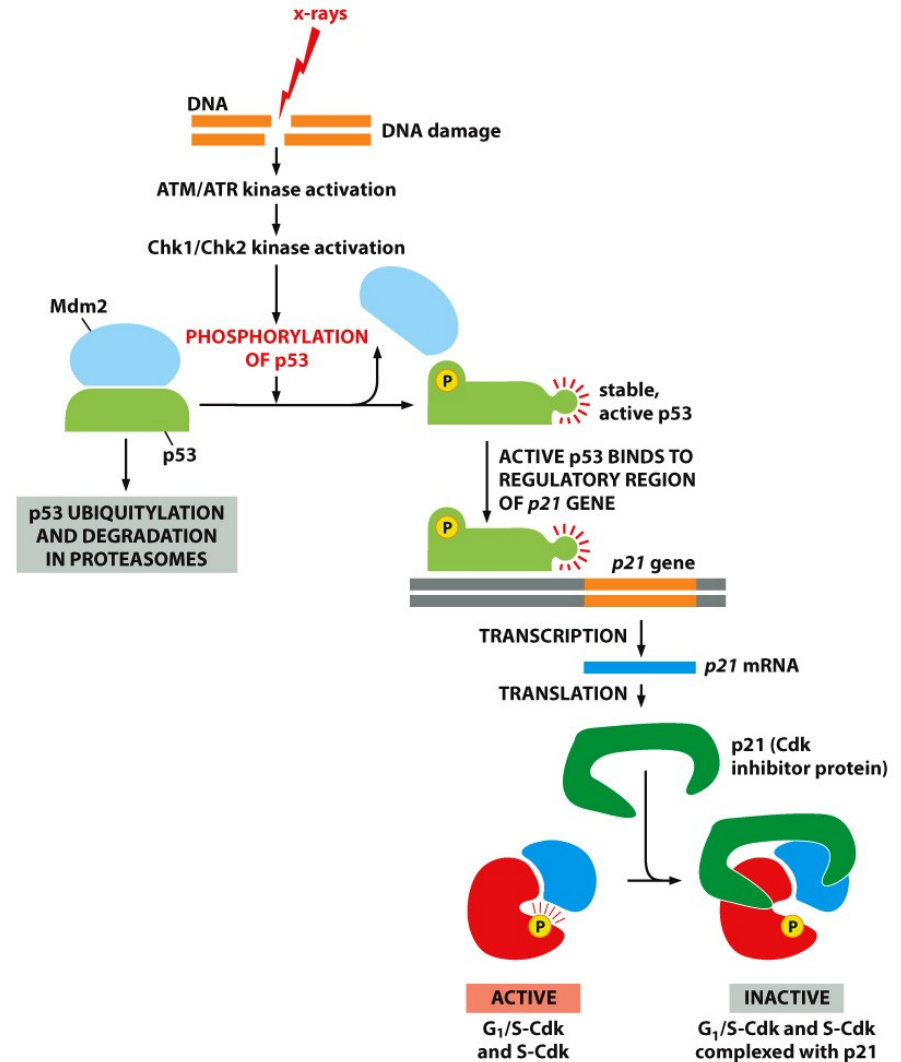 x-rays
DNA
DNA damage
ATM/ATR kinase activation
Chk1/Chk2 kinase activation
Mdm2
PHOSPHORYLATION
OF p53
P
stable,
active p53
p53
ACTIVE p53 BINDS TO
REGULATORY REGION
OF p21 GENE
p53 UBIQUITYLATION
AND DEGRADATION
IN PROTEASOMES
P
p21 gene
TRANSCRIPTION
p21 mRNA
TRANSLATION
p21 (Cdk
inhibitor protein)
P
P
ACTIVE
G₁/S-Cdk
and S-Cdk
INACTIVE
G₁/S-Cdk and S-Cdk
complexed with p21